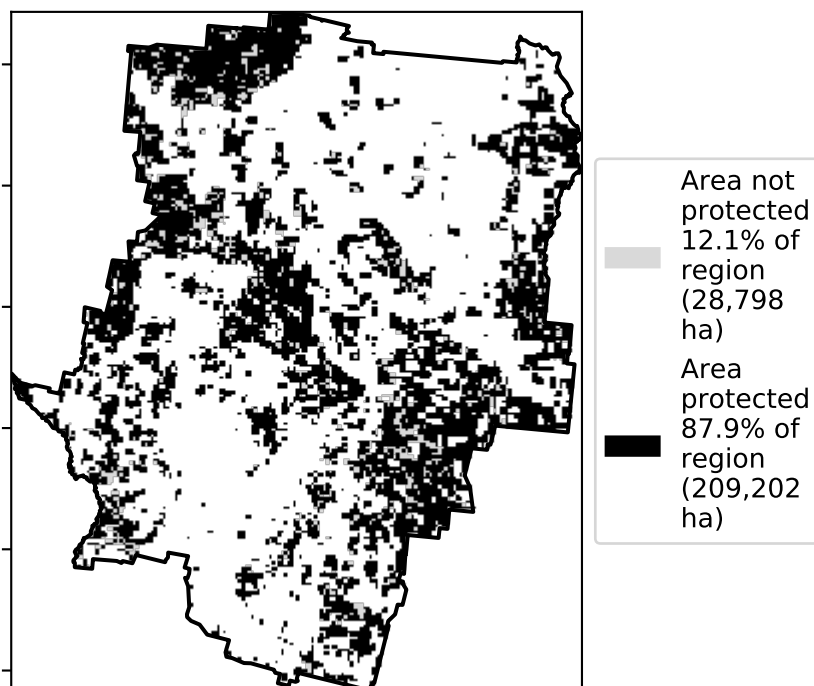 Area not
protected
12.1% of
region
(28,798
ha)
Area
protected
87.9% of
region
(209,202
ha)